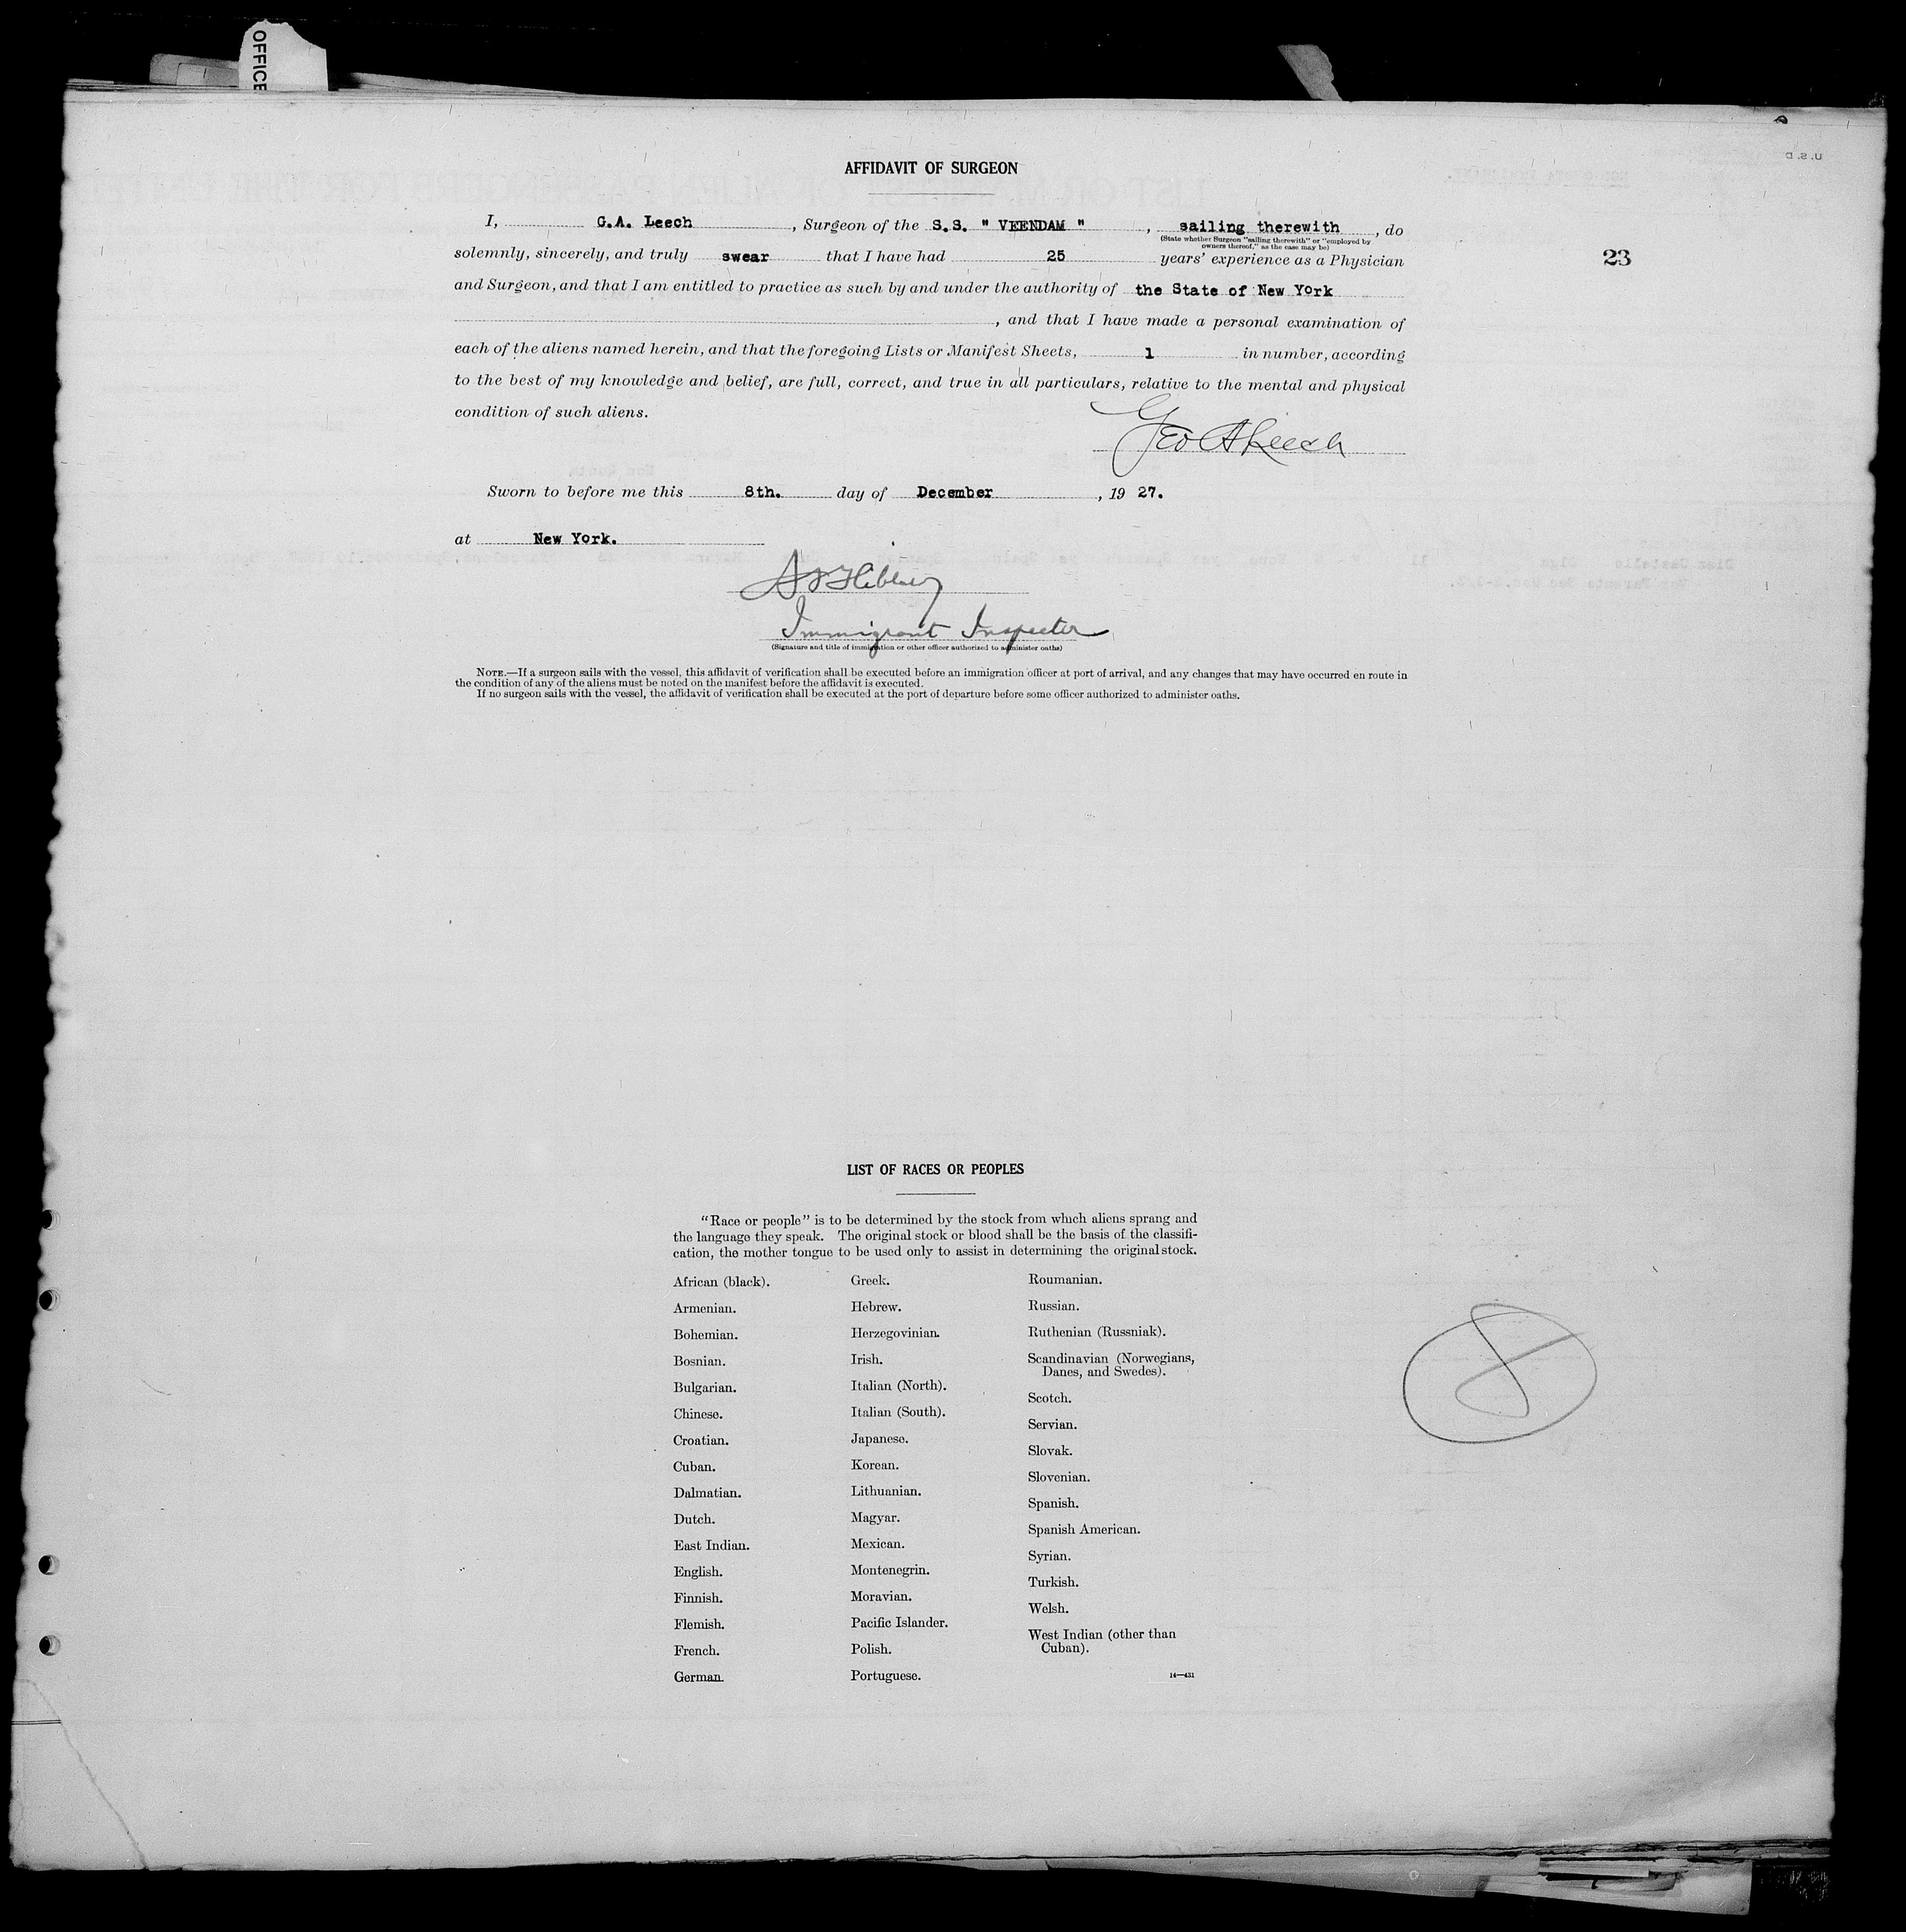 OFFICE
AFFIDAVIT OF SURGEON
I, G.A. Leech, Surgeon of the S.S. " VEENDAM ", sailing therewith, do
(State whether Surgeon "sailing therewith" or "employed by
owners thereof," as the case may be)
solemnly, sincerely, and truly swear that I have had 25 years' experience as a Physician
23
and Surgeon, and that I am entitled to practice as such by and under the authority of the State of New York
, and that I have made a personal examination of
each of the aliens named herein, and that the foregoing Lists or Manifest Sheets, 1 in number, according
to the best of my knowledge and belief, are full, correct, and true in all particulars, relative to the mental and physical
condition of such aliens.
Geo A Leech
Sworn to before me this 8th. day of December, 19 27.
at New York.
Immigrant Inspector
(Signature and title of immigration or other officer authorized to administer oaths)
NOTE.—If a surgeon sails with the vessel, this affidavit of verification shall be executed before an immigration officer at port of arrival, and any changes that may have occurred en route in
the condition of any of the aliens must be noted on the manifest before the affidavit is executed.
If no surgeon sails with the vessel, the affidavit of verification shall be executed at the port of departure before some officer authorized to administer oaths.
LIST OF RACES OR PEOPLES
"Race or people" is to be determined by the stock from which aliens sprang and
the language they speak. The original stock or blood shall be the basis of the classifi-
cation, the mother tongue to be used only to assist in determining the original stock.
African (black).
Armenian.
Bohemian.
Bosnian.
Bulgarian.
Chinese.
Croatian.
Cuban.
Dalmatian.
Dutch.
East Indian.
English.
Finnish.
Flemish.
French.
German.
Greek.
Hebrew.
Herzegovinian.
Irish.
Italian (North).
Italian (South).
Japanese.
Korean.
Lithuanian.
Magyar.
Mexican.
Montenegrin.
Moravian.
Pacific Islander.
Polish.
Portuguese.
Roumanian.
Russian.
Ruthenian (Russniak).
Scandinavian (Norwegians,
Danes, and Swedes).
Scotch.
Servian.
Slovak.
Slovenian.
Spanish.
Spanish American.
Syrian.
Turkish.
Welsh.
West Indian (other than
Cuban).
14—431
8